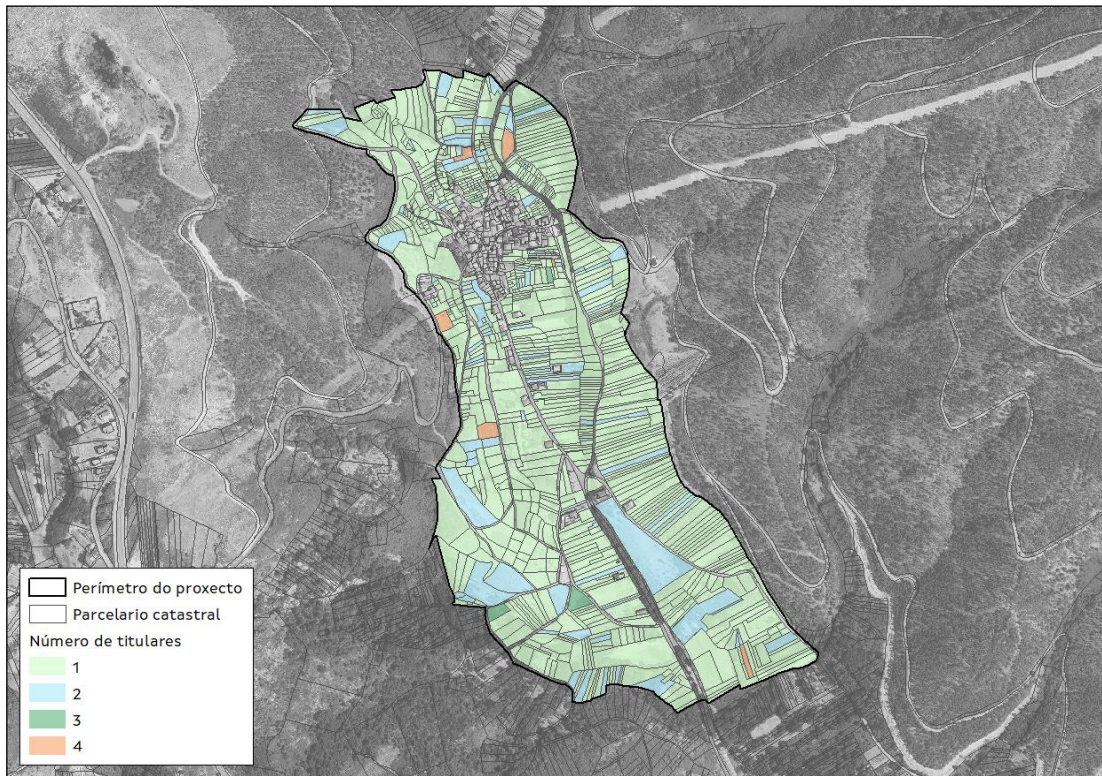 Perímetro do proxecto
Parcelario catastral
Número de titulares
1
2
3
4